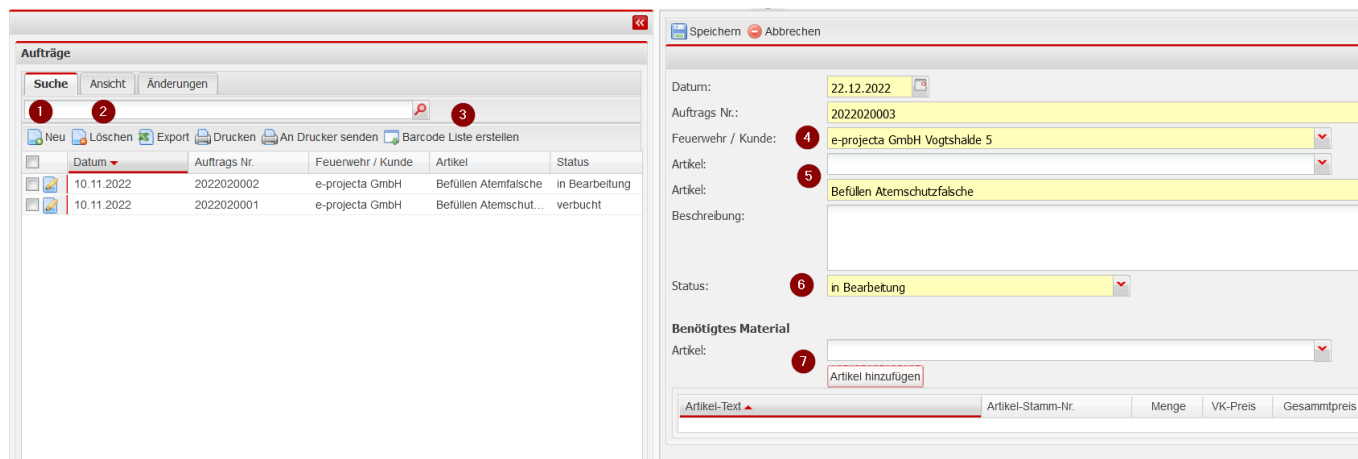 Aufträge
Suche Ansicht Änderungen
1 2 3
Neu Löschen Export Drucken An Drucker senden Barcode Liste erstellen
Datum Auftrags Nr. Feuerwehr / Kunde Artikel Status
10.11.2022 2022020002 e-projecta GmbH Befüllen Atemfalsche in Bearbeitung
10.11.2022 2022020001 e-projecta GmbH Befüllen Atemschut... verbucht
Speichern Abbrechen
Datum: 22.12.2022
Auftrags Nr.: 2022020003
Feuerwehr / Kunde: 4 e-projecta GmbH Vogtshalde 5
Artikel:
5
Artikel: Befüllen Atemschutzfalsche
Beschreibung:
Status: 6 in Bearbeitung
Benötigtes Material
Artikel:
7
Artikel hinzufügen
Artikel-Text Artikel-Stamm-Nr. Menge VK-Preis Gesammtpreis